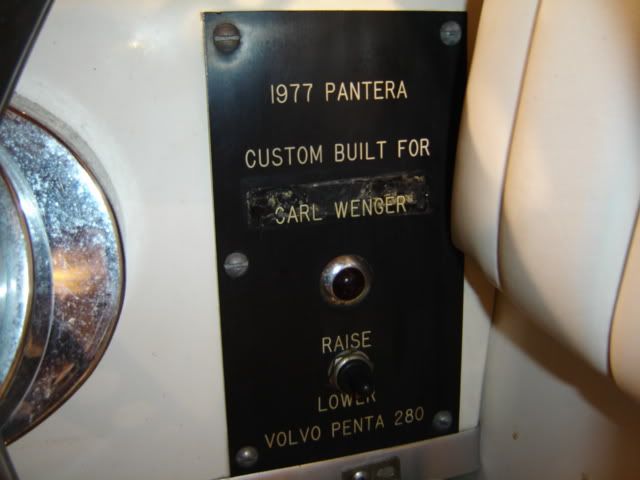 1977 PANTERA
CUSTOM BUILT FOR
CARL WENGER
RAISE
LOWER
VOLVO PENTA 280